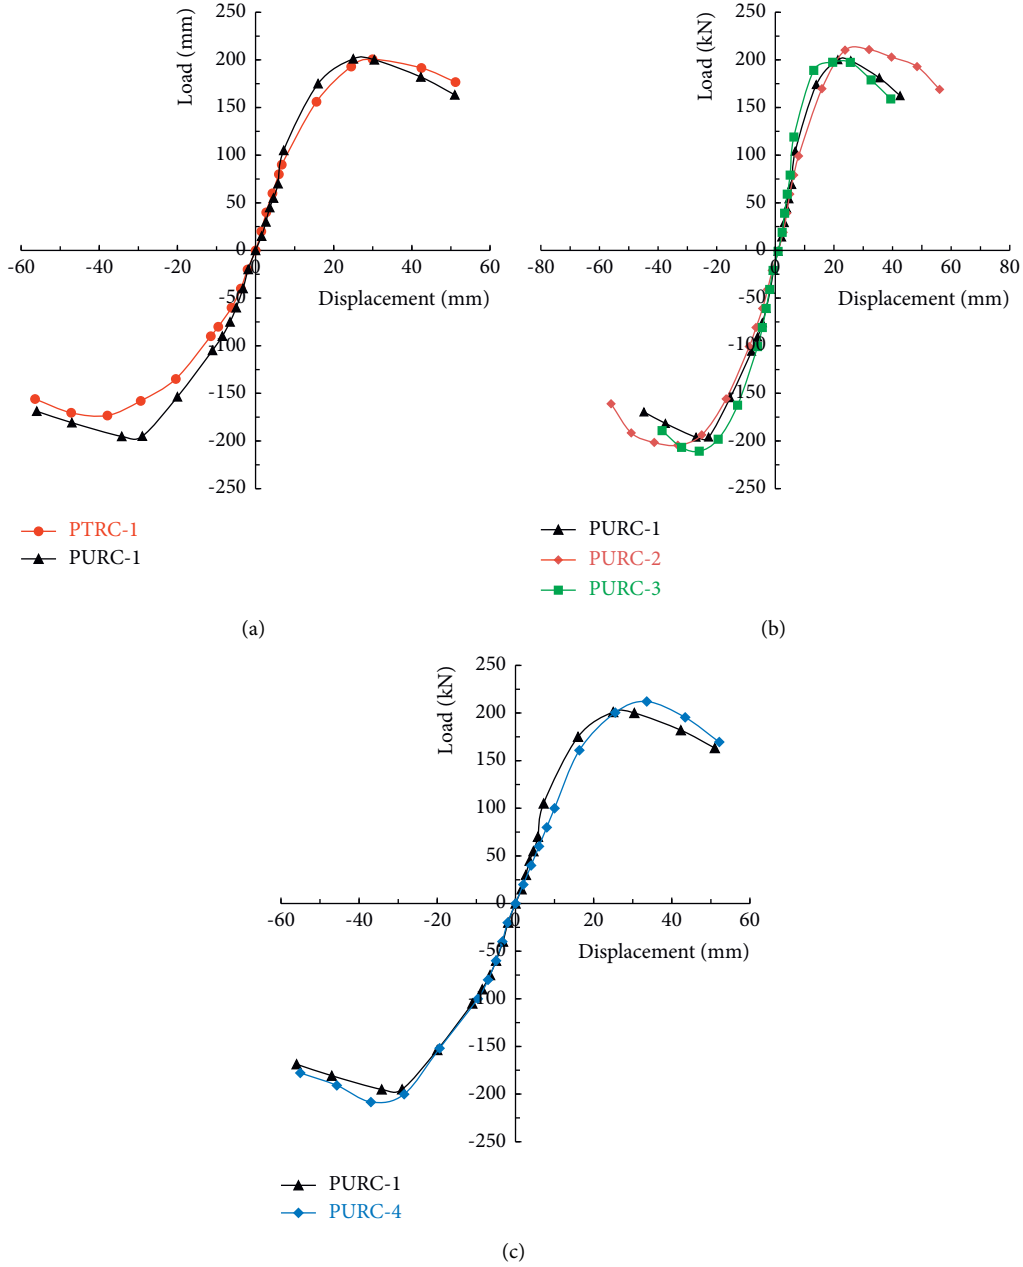 Load (mm)
250
200
150
100
50
0
-50
-100
-150
-200
-250
-60 -40 -20 0 20 40 60
Displacement (mm)
PTRC-1
PURC-1
(a)
Load (kN)
250
200
150
100
50
0
-50
-100
-150
-200
-250
-80 -60 -40 -20 0 20 40 60 80
Displacement (mm)
PURC-1
PURC-2
PURC-3
(b)
Load (kN)
250
200
150
100
50
0
-50
-100
-150
-200
-250
-60 -40 -20 0 20 40 60
Displacement (mm)
PURC-1
PURC-4
(c)